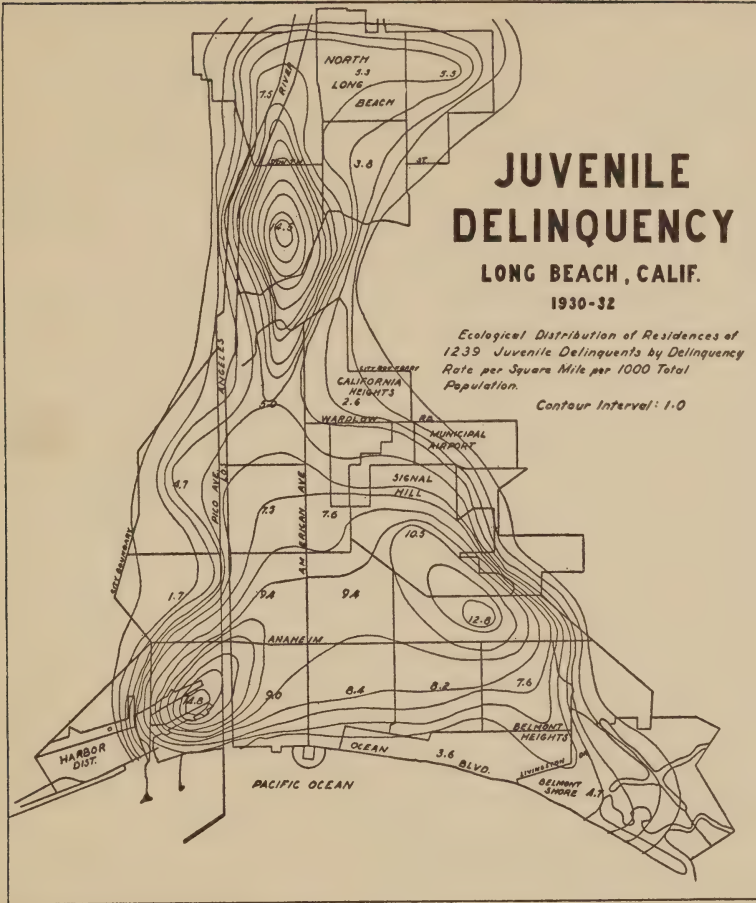 NORTH
5.3
LONG
BEACH
5.5
7.5
RIVER
ST.
3.8
JUVENILE
DELINQUENCY
LONG BEACH, CALIF.
1930-32
Ecological Distribution of Residences of
1239 Juvenile Delinquents by Delinquency
Rate per Square Mile per 1000 Total
Population.
Contour Interval: 1.0
ANGELES
CITY BOUNDARY
CALIFORNIA
HEIGHTS
2.6
WARDLOW RD.
MUNICIPAL
AIRPORT
SIGNAL
HILL
4.7
PICO AVE.
LOS
7.3
AMERICAN AVE
7.6
10.5
CITY BOUNDARY
1.7
9.4
9.4
12.8
ANAHEIM
14.8
9.0
8.4
8.2
7.6
HARBOR
DIST.
BELMONT
HEIGHTS
OCEAN
3.6 BLVD.
PACIFIC OCEAN
LIVINGSTON DR.
BELMONT
SHORE 4.7